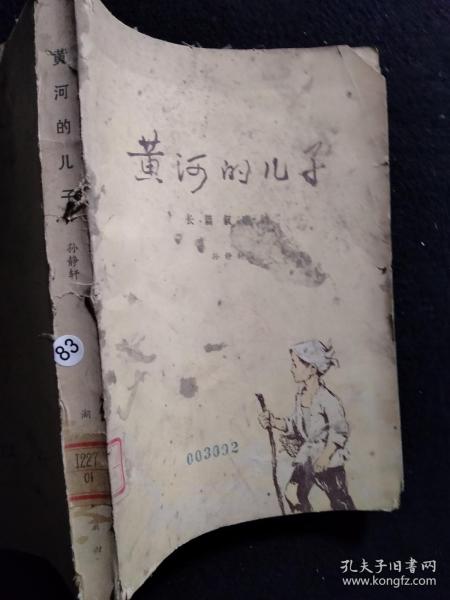 黄河的儿子
孙静轩
83
湖
I227
01
黄河的儿子
长篇叙事诗
孙静轩
003002
孔夫子旧书网
www.kongfz.com